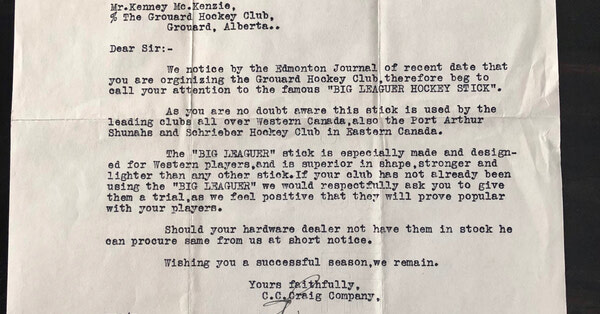 Mr.Kenney Mc.Kenzie,
% The Grouard Hockey Club,
Grouard, Alberta..
Dear Sir:-
We notice by the Edmonton Journal of recent date that
you are orginizing the Grouard Hockey Club,therefore beg to
call your attention to the famous "BIG LEAGUER HOCKEY STICK".
As you are no doubt aware this stick is used by the
leading clubs all over Western Canada,also the Port Arthur
Shunahs and Schrieber Hockey Club in Eastern Canada.
The "BIG LEAGUER" stick is especially made and design-
ed for Western players,and is superior in shape,stronger and
lighter than any other stick.If your club has not already been
using the "BIG LEAGUER" we would respectfully ask you to give
them a trial,as we feel positive that they will prove popular
with your players.
Should your hardware dealer not have them in stock he
can procure same from us at short notice.
Wishing you a successful season,we remain.
Yours faithfully,
C.C.Craig Company,